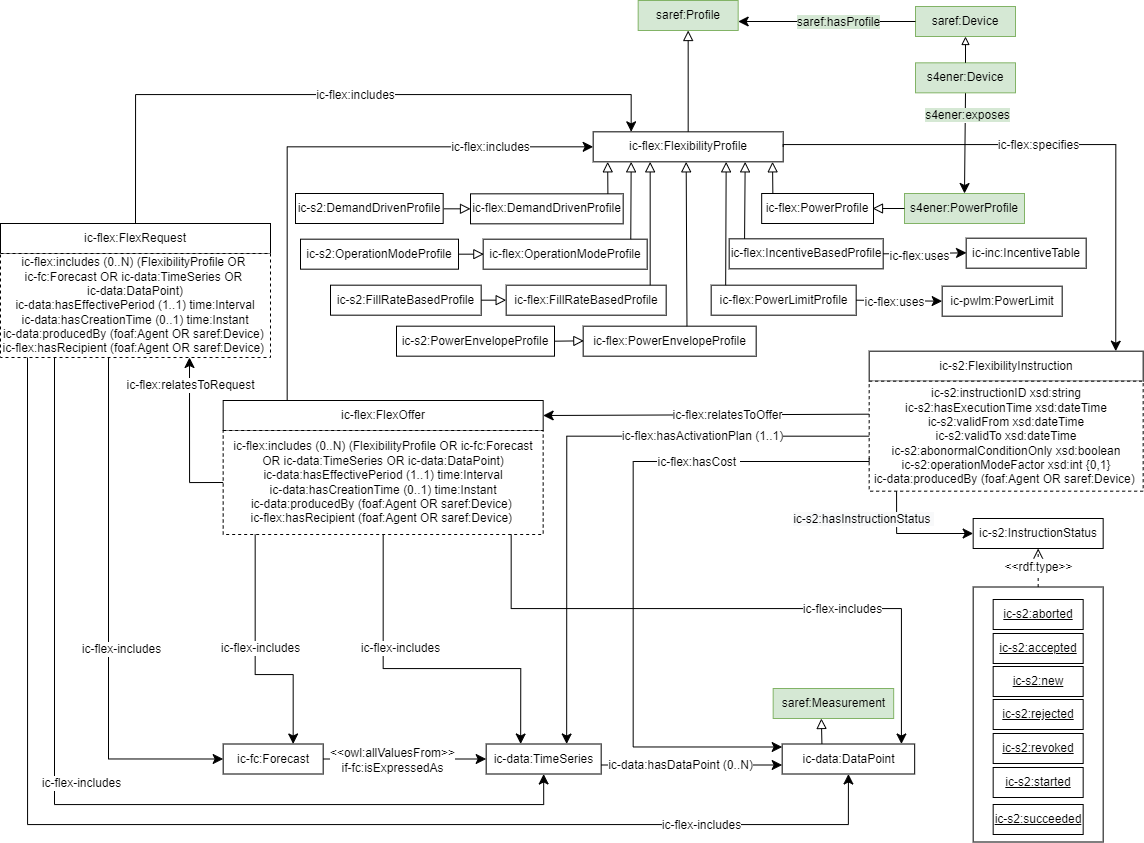 saref:Profile
saref:hasProfile
saref:Device
s4ener:Device
s4ener:exposes
ic-flex:includes
ic-flex:includes
ic-flex:FlexibilityProfile
ic-flex:specifies
ic-s2:DemandDrivenProfile
ic-flex:DemandDrivenProfile
ic-flex:PowerProfile
s4ener:PowerProfile
ic-s2:OperationModeProfile
ic-flex:OperationModeProfile
ic-flex:IncentiveBasedProfile
ic-flex:uses
ic-inc:IncentiveTable
ic-s2:FillRateBasedProfile
ic-flex:FillRateBasedProfile
ic-flex:PowerLimitProfile
ic-flex:uses
ic-pwlm:PowerLimit
ic-s2:PowerEnvelopeProfile
ic-flex:PowerEnvelopeProfile
ic-flex:FlexRequest
ic-flex:includes (0..N) (FlexibilityProfile OR
ic-fc:Forecast OR ic-data:TimeSeries OR
ic-data:DataPoint)
ic-data:hasEffectivePeriod (1..1) time:Interval
ic-data:hasCreationTime (0..1) time:Instant
ic-data:producedBy (foaf:Agent OR saref:Device)
ic-flex:hasRecipient (foaf:Agent OR saref:Device)
ic-flex:relatesToRequest
ic-flex:FlexOffer
ic-flex:includes (0..N) (FlexibilityProfile OR ic-fc:Forecast
OR ic-data:TimeSeries OR ic-data:DataPoint)
ic-data:hasEffectivePeriod (1..1) time:Interval
ic-data:hasCreationTime (0..1) time:Instant
ic-data:producedBy (foaf:Agent OR saref:Device)
ic-flex:hasRecipient (foaf:Agent OR saref:Device)
ic-flex:relatesToOffer
ic-flex:hasActivationPlan (1..1)
ic-flex:hasCost
ic-s2:FlexibilityInstruction
ic-s2:instructionID xsd:string
ic-s2:hasExecutionTime xsd:dateTime
ic-s2:validFrom xsd:dateTime
ic-s2:validTo xsd:dateTime
ic-s2:abonormalConditionOnly xsd:boolean
ic-s2:operationModeFactor xsd:int {0,1}
ic-data:producedBy (foaf:Agent OR saref:Device)
ic-s2:hasInstructionStatus
ic-s2:InstructionStatus
<<rdf:type>>
ic-s2:aborted
ic-s2:accepted
ic-s2:new
ic-s2:rejected
ic-s2:revoked
ic-s2:started
ic-s2:succeeded
ic-flex-includes
ic-flex-includes
ic-flex-includes
ic-flex-includes
saref:Measurement
ic-fc:Forecast
<<owl:allValuesFrom>>
if-fc:isExpressedAs
ic-data:TimeSeries
ic-data:hasDataPoint (0..N)
ic-data:DataPoint
ic-flex-includes
ic-flex-includes